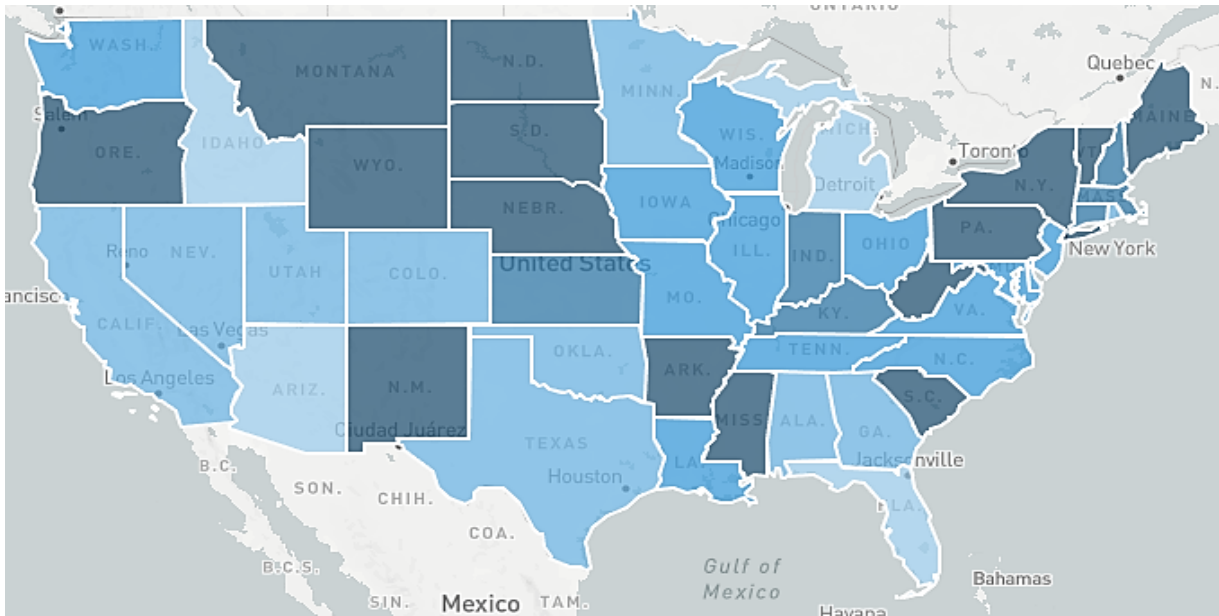 ONTARIO
WASH.
MONTANA
N.D.
MINN.
Quebec
N.
Salem
ORE.
IDAHO
S.D.
WIS.
MICH.
MAINE
WYO.
Madison
Toronto
VT.
NEBR.
IOWA
Detroit
N.Y.
MASS
Chicago
PA.
Reno
NEV.
UTAH
COLO.
United States
ILL.
IND.
OHIO
New York
ancisc
MO.
KY.
VA.
CALIF.
Las Vegas
OKLA.
TENN.
N.C.
Los Angeles
ARIZ.
N.M.
ARK.
S.C.
Ciudad Juárez
TEXAS
MISS
ALA.
GA.
B.C.
Houston
LA.
Jacksonville
SON.
CHIH.
FLA.
COA.
B.C.S.
Gulf of
Mexico
Bahamas
SIN.
Mexico
TAM.
Havana